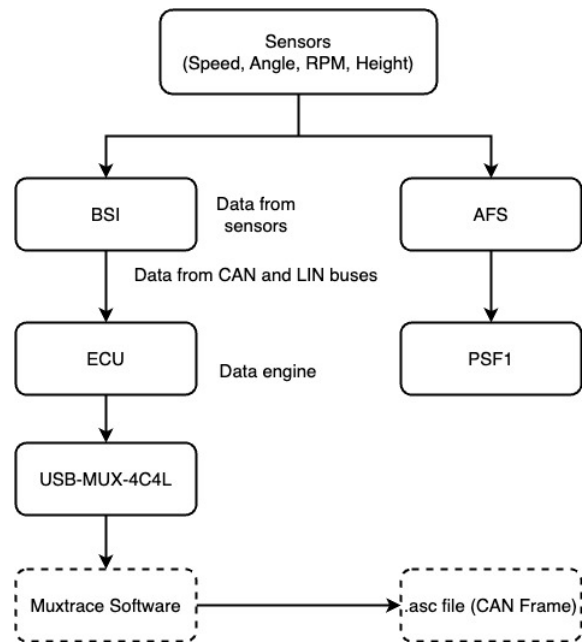 Sensors
(Speed, Angle, RPM, Height)
BSI
Data from
sensors
AFS
Data from CAN and LIN buses
ECU
Data engine
PSF1
USB-MUX-4C4L
Muxtrace Software
.asc file (CAN Frame)